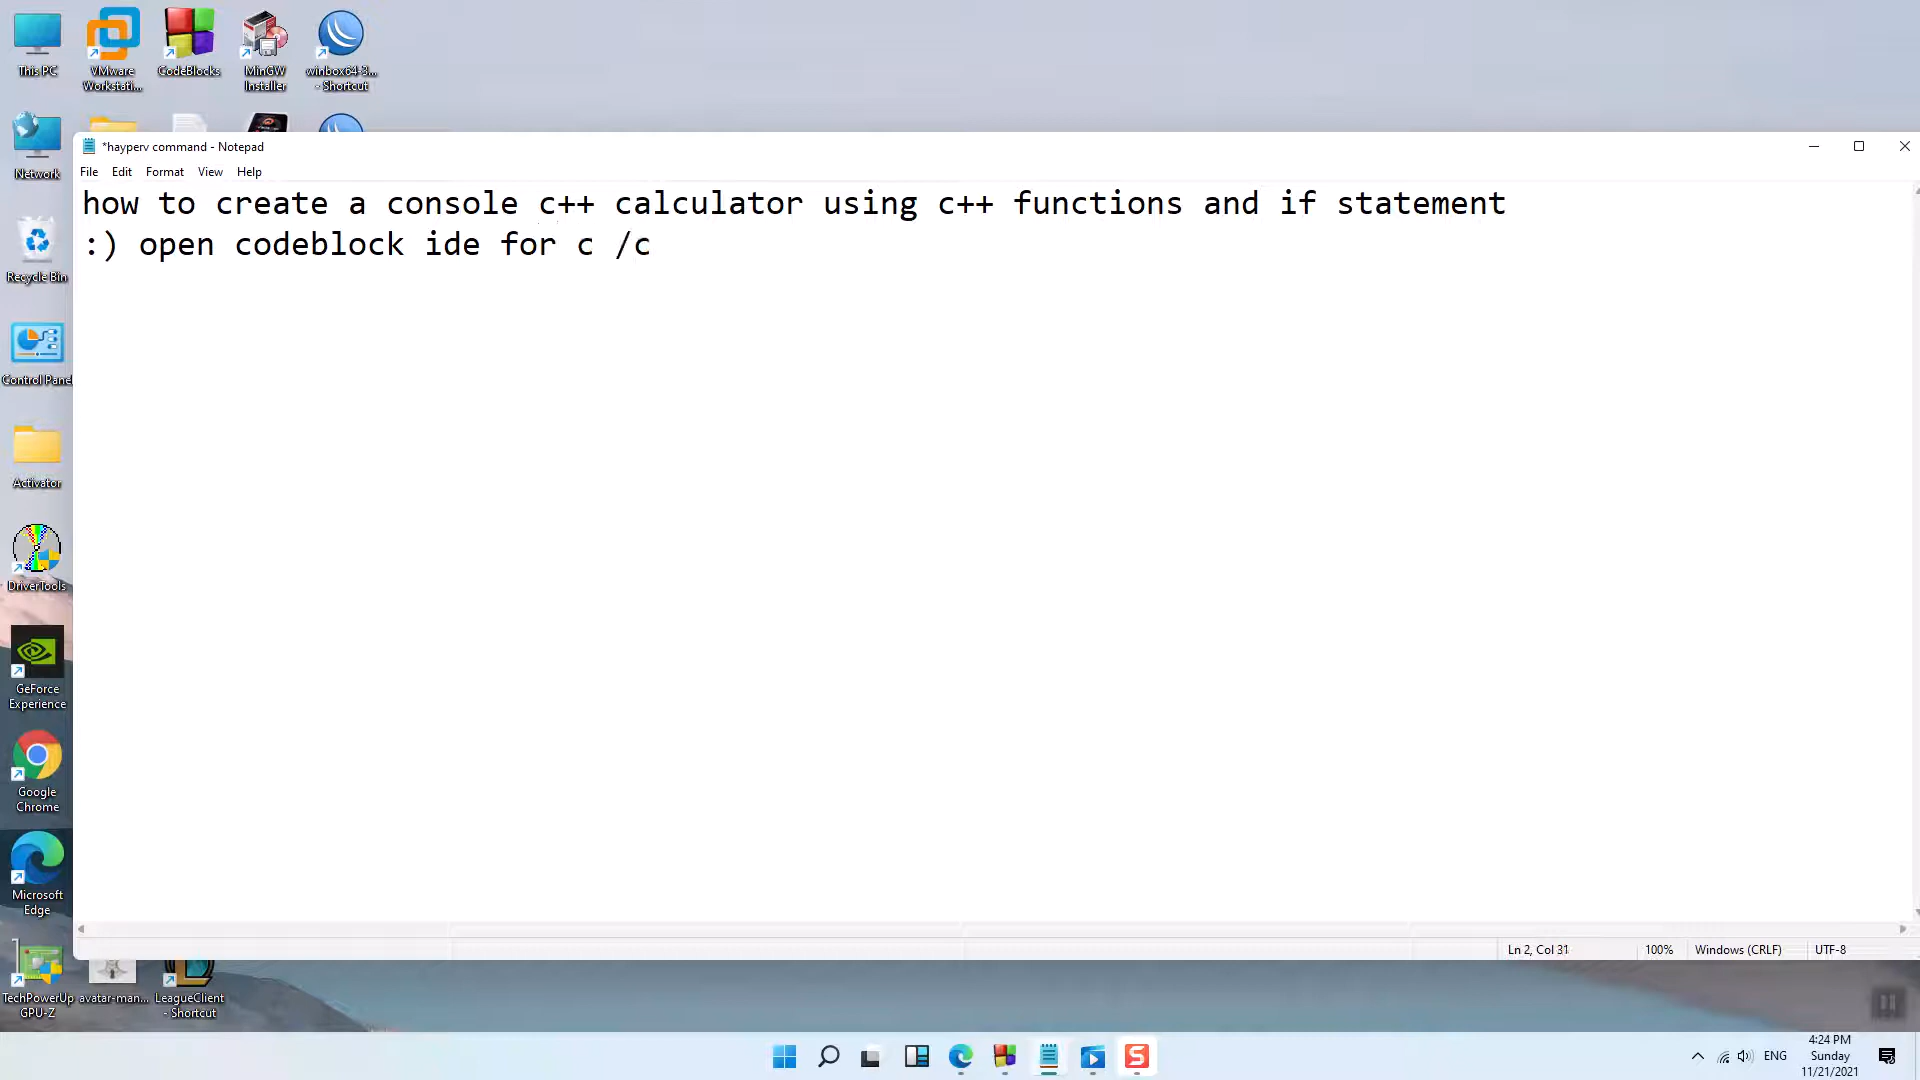 This PC
VMware
Workstati...
CodeBlocks
MinGW
Installer
winbox64-3...
- Shortcut
Network
*hayperv command - Notepad
File Edit Format View Help
how to create a console c++ calculator using c++ functions and if statement
:) open codeblock ide for c /c
Recycle Bin
Control Pane
Activator
DriverTools
GeForce
Experience
Google
Chrome
Microsoft
Edge
Ln 2, Col 31 100% Windows (CRLF) UTF-8
TechPowerUp
GPU-Z
avatar-man...
LeagueClient
- Shortcut
S
ENG
4:24 PM
Sunday
11/21/2021